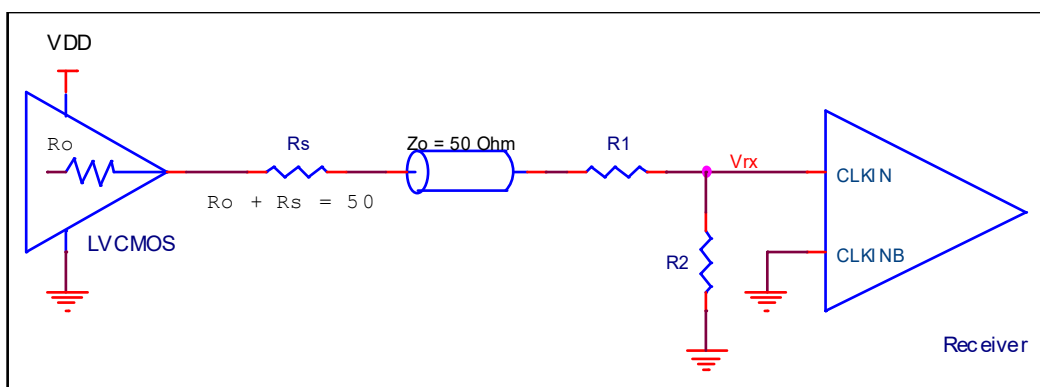 VDD
Ro
Rs
Zo = 50 Ohm
R1
Vrx
CLKIN
Ro + Rs = 50
LVCMOS
R2
CLKINB
Receiver